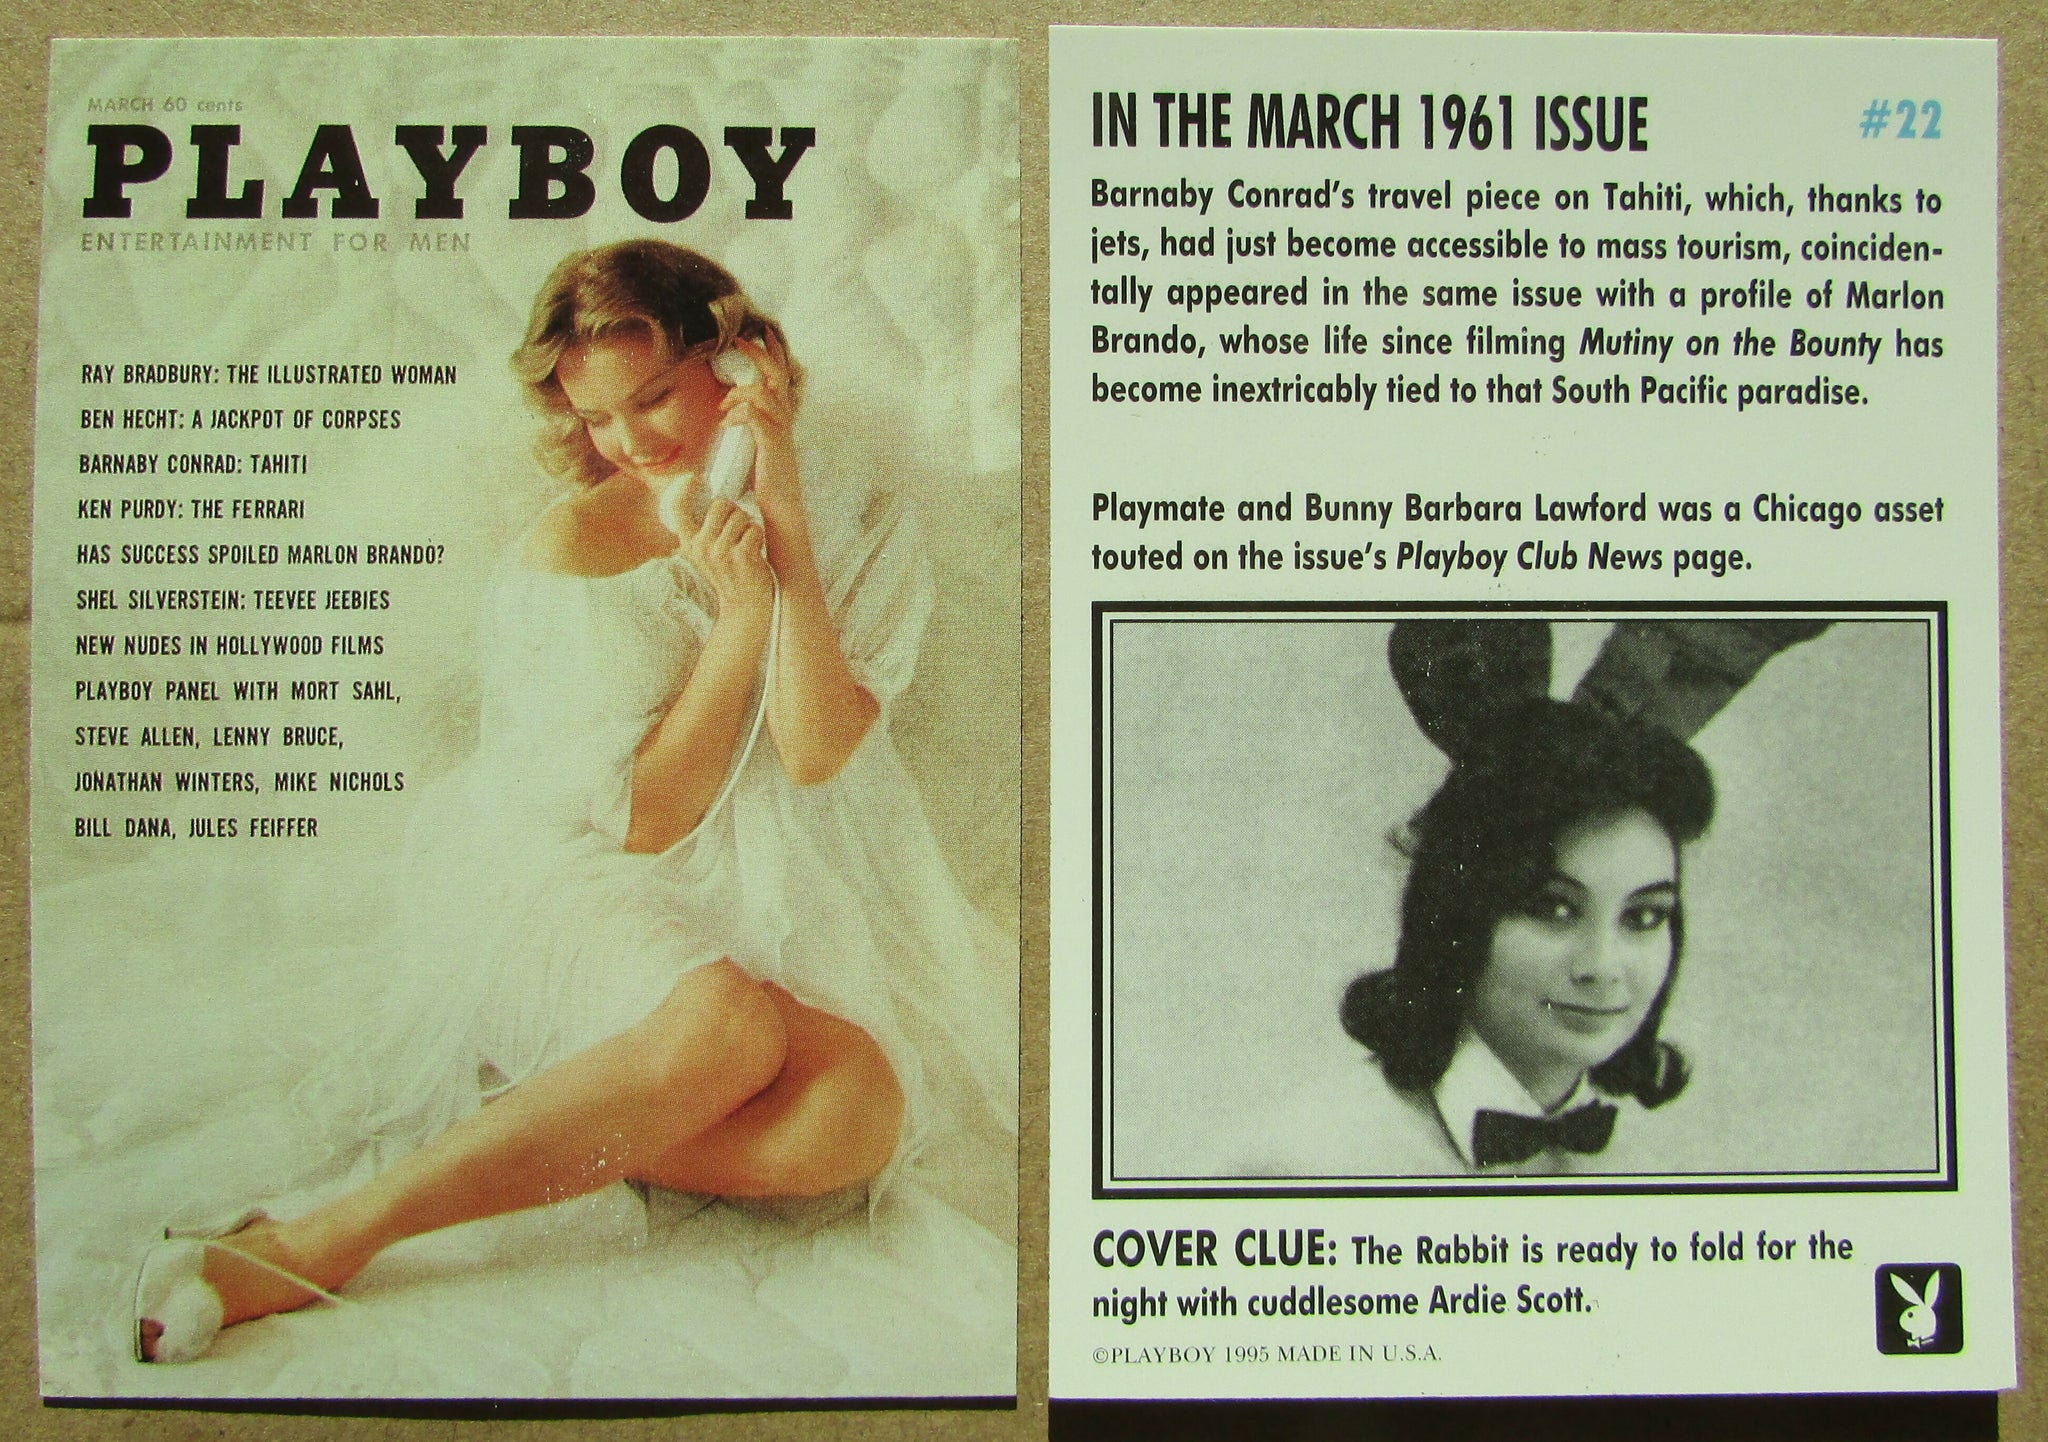 MARCH 60 cents
PLAYBOY
ENTERTAINMENT FOR MEN
RAY BRADBURY: THE ILLUSTRATED WOMAN
BEN HECHT: A JACKPOT OF CORPSES
BARNABY CONRAD: TAHITI
KEN PURDY: THE FERRARI
HAS SUCCESS SPOILED MARLON BRANDO?
SHEL SILVERSTEIN: TEEVEE JEEBIES
NEW NUDES IN HOLLYWOOD FILMS
PLAYBOY PANEL WITH MORT SAHL,
STEVE ALLEN, LENNY BRUCE,
JONATHAN WINTERS, MIKE NICHOLS
BILL DANA, JULES FEIFFER
IN THE MARCH 1961 ISSUE #22
Barnaby Conrad's travel piece on Tahiti, which, thanks to
jets, had just become accessible to mass tourism, coinciden-
tally appeared in the same issue with a profile of Marlon
Brando, whose life since filming Mutiny on the Bounty has
become inextricably tied to that South Pacific paradise.
Playmate and Bunny Barbara Lawford was a Chicago asset
touted on the issue's Playboy Club News page.
COVER CLUE: The Rabbit is ready to fold for the
night with cuddlesome Ardie Scott.
©PLAYBOY 1995 MADE IN U.S.A.